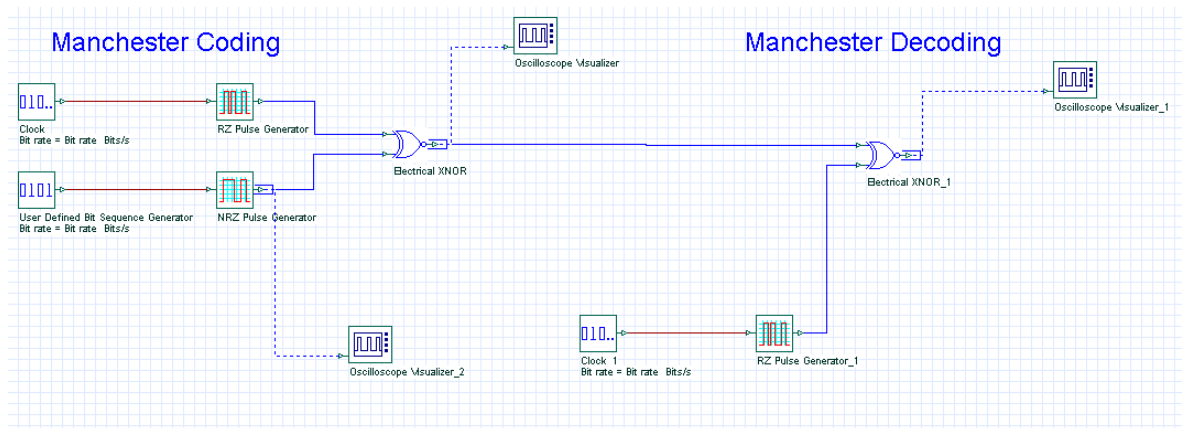 Manchester Coding
Manchester Decoding
Oscilloscope Visualizer
Oscilloscope Visualizer_1
Clock
Bit rate = Bit rate Bits/s
RZ Pulse Generator
Electrical XNOR
Electrical XNOR_1
User Defined Bit Sequence Generator
Bit rate = Bit rate Bits/s
NRZ Pulse Generator
Oscilloscope Visualizer_2
Clock 1
Bit rate = Bit rate Bits/s
RZ Pulse Generator_1